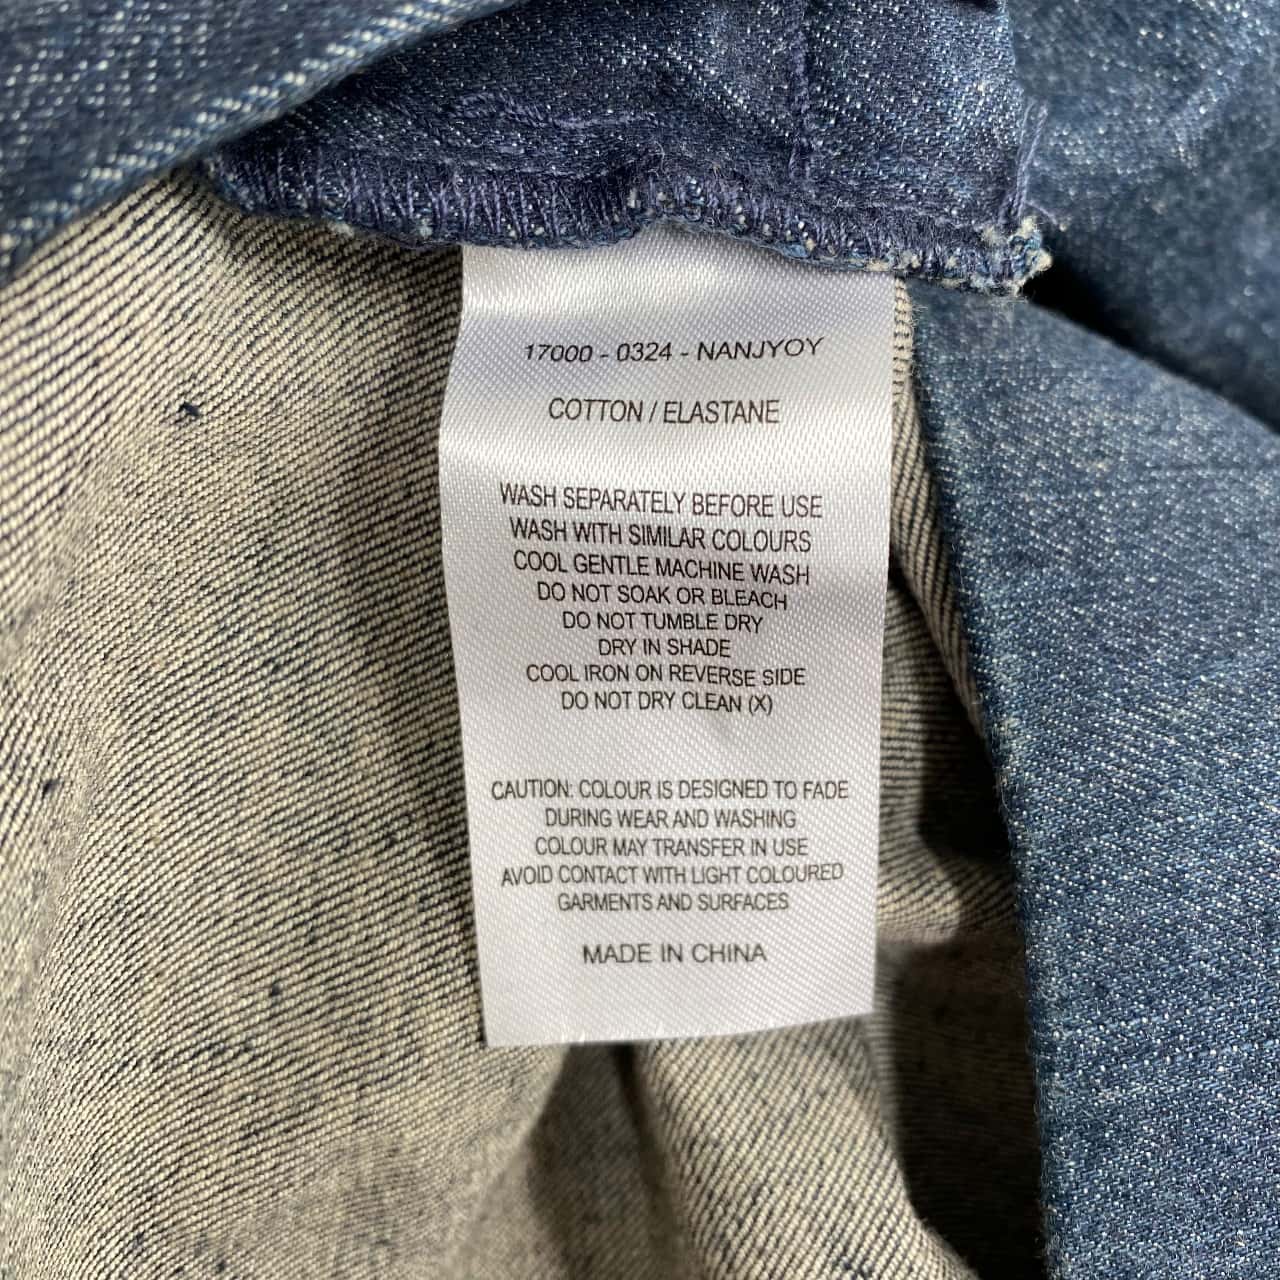 17000 - 0324 - NANJYOY
COTTON / ELASTANE
WASH SEPARATELY BEFORE USE
WASH WITH SIMILAR COLOURS
COOL GENTLE MACHINE WASH
DO NOT SOAK OR BLEACH
DO NOT TUMBLE DRY
DRY IN SHADE
COOL IRON ON REVERSE SIDE
DO NOT DRY CLEAN (X)
CAUTION: COLOUR IS DESIGNED TO FADE
DURING WEAR AND WASHING
COLOUR MAY TRANSFER IN USE
AVOID CONTACT WITH LIGHT COLOURED
GARMENTS AND SURFACES
MADE IN CHINA